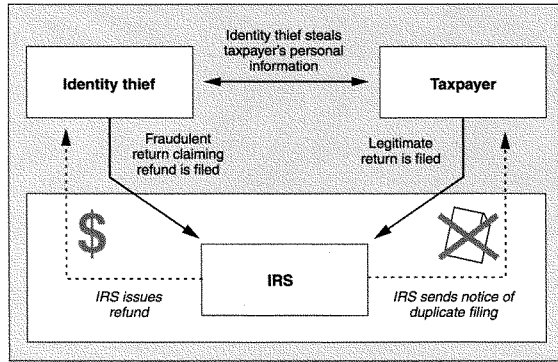 Identity thief steals
taxpayer's personal
information
Identity thief
Taxpayer
Fraudulent
return claiming
refund is filed
Legitimate
return is filed
$
IRS
IRS issues
refund
IRS sends notice of
duplicate filing